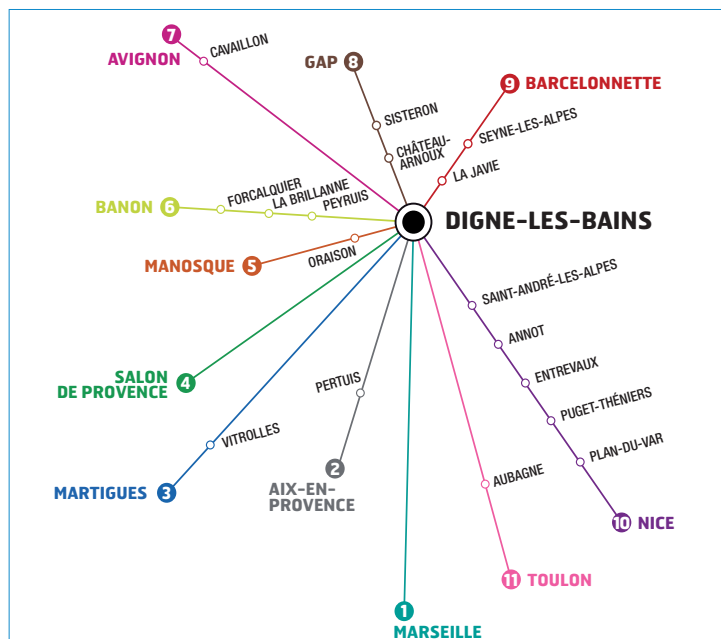 7
AVIGNON
CAVAILLON
GAP 8
SISTERON
CHÂTEAU-
ARNOUX
9 BARCELONNETTE
SEYNE-LES-ALPES
LA JAVIE
BANON 6
FORCALQUIER
LA BRILLANNE
PEYRUIS
DIGNE-LES-BAINS
MANOSQUE 5
ORAISON
SAINT-ANDRÉ-LES-ALPES
ANNOT
ENTREVAUX
PUGET-THÉNIERS
PLAN-DU-VAR
10 NICE
SALON
DE PROVENCE 4
PERTUIS
VITROLLES
MARTIGUES 3
2
AIX-EN-
PROVENCE
AUBAGNE
11 TOULON
1
MARSEILLE